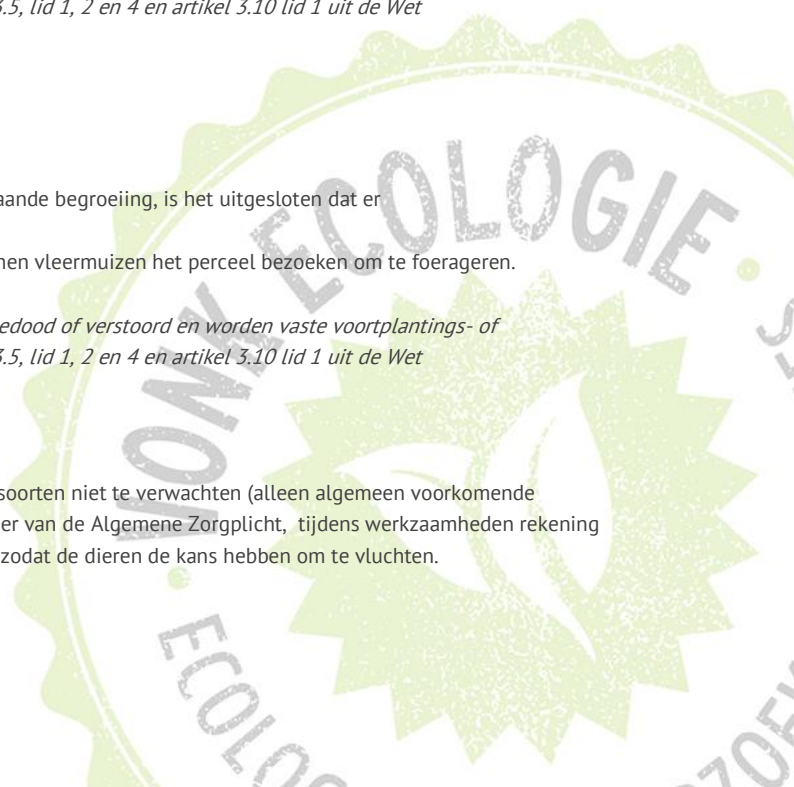 3.5, lid 1, 2 en 4 en artikel 3.10 lid 1 uit de Wet
aande begroeiing, is het uitgesloten dat er
nen vleermuizen het perceel bezoeken om te foerageren.
edood of verstoord en worden vaste voortplantings- of
3.5, lid 1, 2 en 4 en artikel 3.10 lid 1 uit de Wet
soorten niet te verwachten (alleen algemeen voorkomende
er van de Algemene Zorgplicht, tijdens werkzaamheden rekening
zodat de dieren de kans hebben om te vluchten.
VONK ECOLOGIE